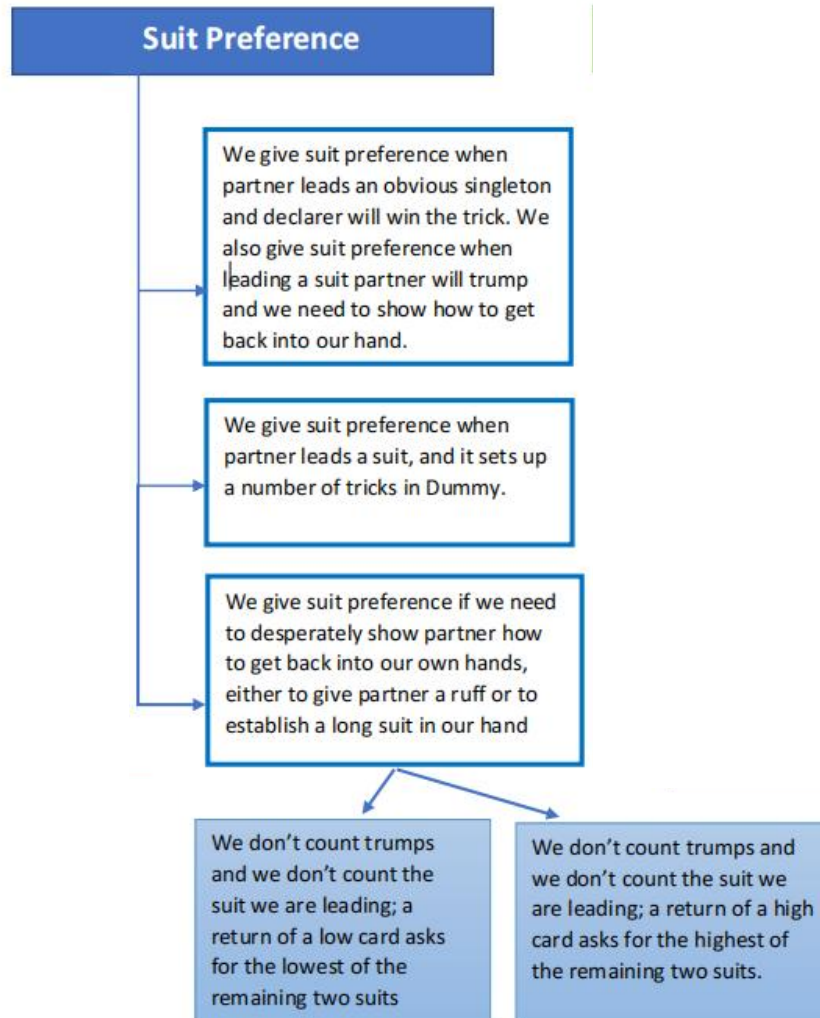 Suit Preference
We give suit preference when
partner leads an obvious singleton
and declarer will win the trick. We
also give suit preference when
leading a suit partner will trump
and we need to show how to get
back into our hand.
We give suit preference when
partner leads a suit, and it sets up
a number of tricks in Dummy.
We give suit preference if we need
to desperately show partner how
to get back into our own hands,
either to give partner a ruff or to
establish a long suit in our hand
We don’t count trumps
and we don’t count the
suit we are leading; a
return of a low card asks
for the lowest of the
remaining two suits
We don’t count trumps and
we don’t count the suit we
are leading; a return of a high
card asks for the highest of
the remaining two suits.